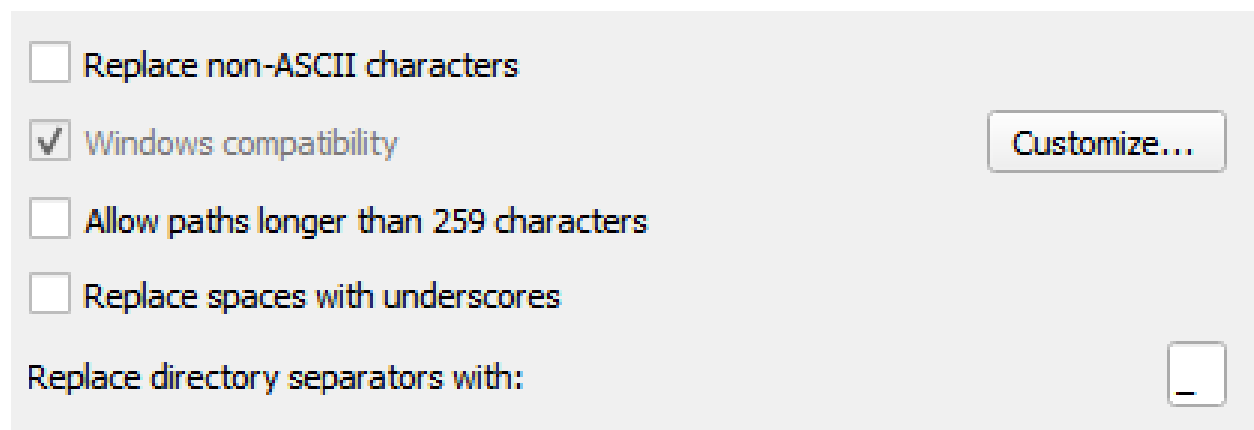 Replace non-ASCII characters
Windows compatibility Customize...
Allow paths longer than 259 characters
Replace spaces with underscores
Replace directory separators with: _